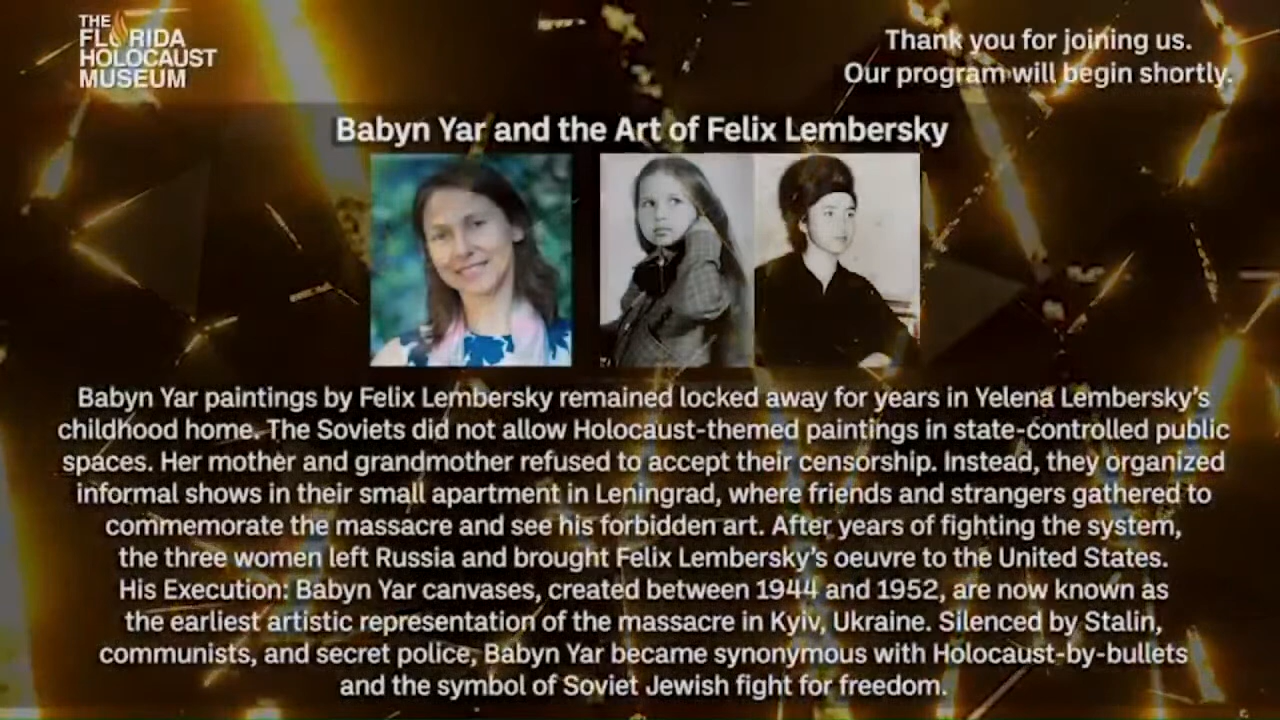 THE
FLORIDA
HOLOCAUST
MUSEUM
Thank you for joining us.
Our program will begin shortly.
Babyn Yar and the Art of Felix Lembersky
Babyn Yar paintings by Felix Lembersky remained locked away for years in Yelena Lembersky's
childhood home. The Soviets did not allow Holocaust-themed paintings in state-controlled public
spaces. Her mother and grandmother refused to accept their censorship. Instead, they organized
informal shows in their small apartment in Leningrad, where friends and strangers gathered to
commemorate the massacre and see his forbidden art. After years of fighting the system,
the three women left Russia and brought Felix Lembersky's oeuvre to the United States.
His Execution: Babyn Yar canvases, created between 1944 and 1952, are now known as
the earliest artistic representation of the massacre in Kyiv, Ukraine. Silenced by Stalin,
communists, and secret police, Babyn Yar became synonymous with Holocaust-by-bullets
and the symbol of Soviet Jewish fight for freedom.